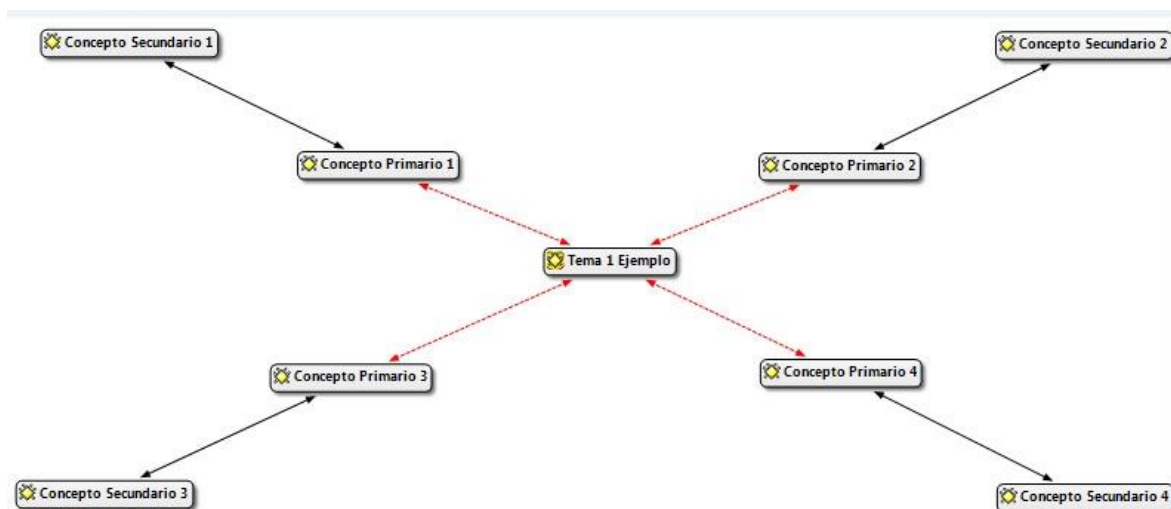 Concepto Secundario 1
Concepto Secundario 2
Concepto Primario 1
Concepto Primario 2
Tema 1 Ejemplo
Concepto Primario 3
Concepto Primario 4
Concepto Secundario 3
Concepto Secundario 4